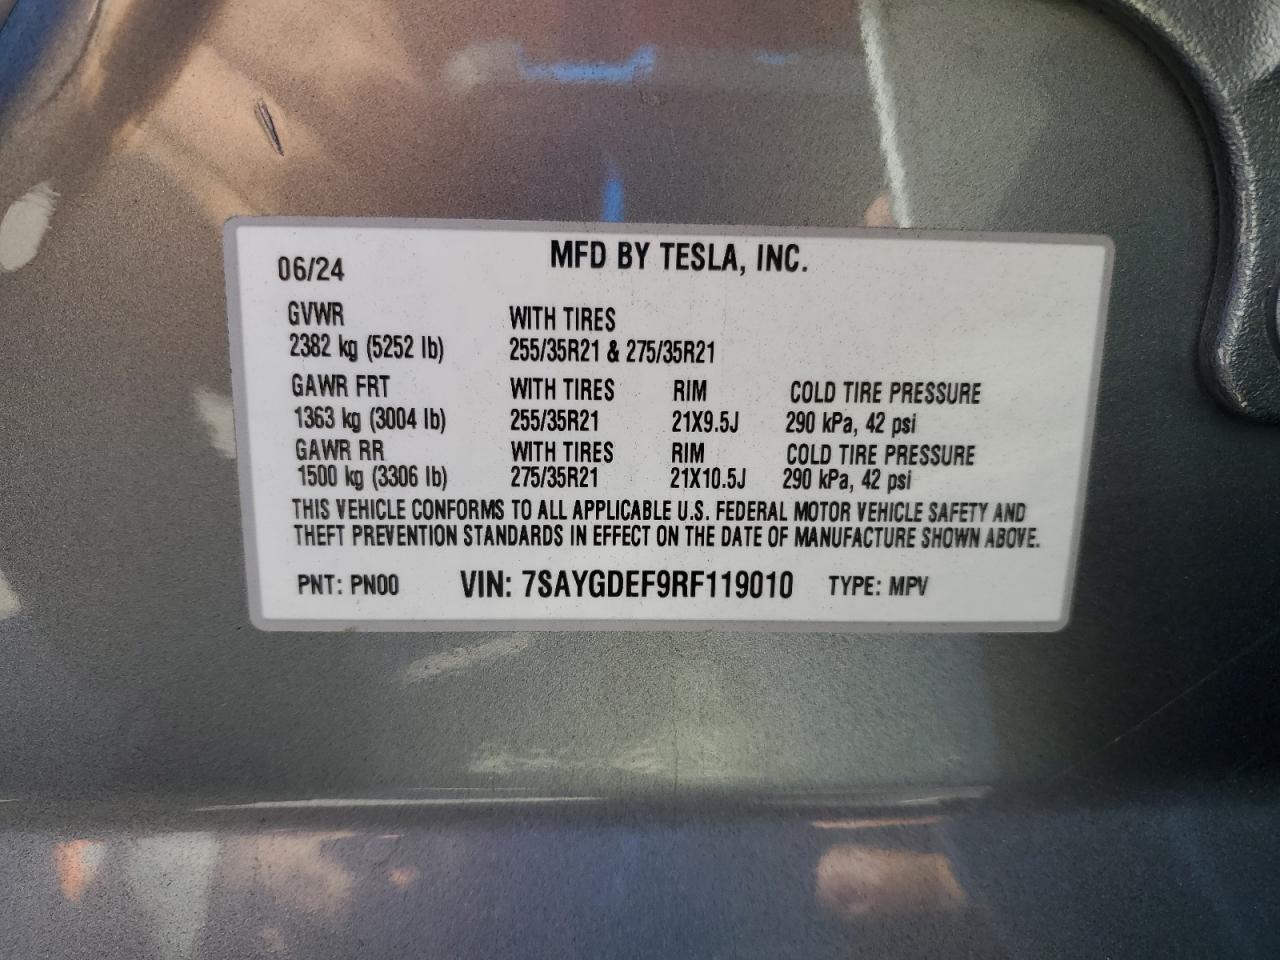 06/24 MFD BY TESLA, INC.
GVWR WITH TIRES
2382 kg (5252 lb) 255/35R21 & 275/35R21
GAWR FRT WITH TIRES RIM COLD TIRE PRESSURE
1363 kg (3004 lb) 255/35R21 21X9.5J 290 kPa, 42 psi
GAWR RR WITH TIRES RIM COLD TIRE PRESSURE
1500 kg (3306 lb) 275/35R21 21X10.5J 290 kPa, 42 psi
THIS VEHICLE CONFORMS TO ALL APPLICABLE U.S. FEDERAL MOTOR VEHICLE SAFETY AND
THEFT PREVENTION STANDARDS IN EFFECT ON THE DATE OF MANUFACTURE SHOWN ABOVE.
PNT: PN00 VIN: 7SAYGDEF9RF119010 TYPE: MPV